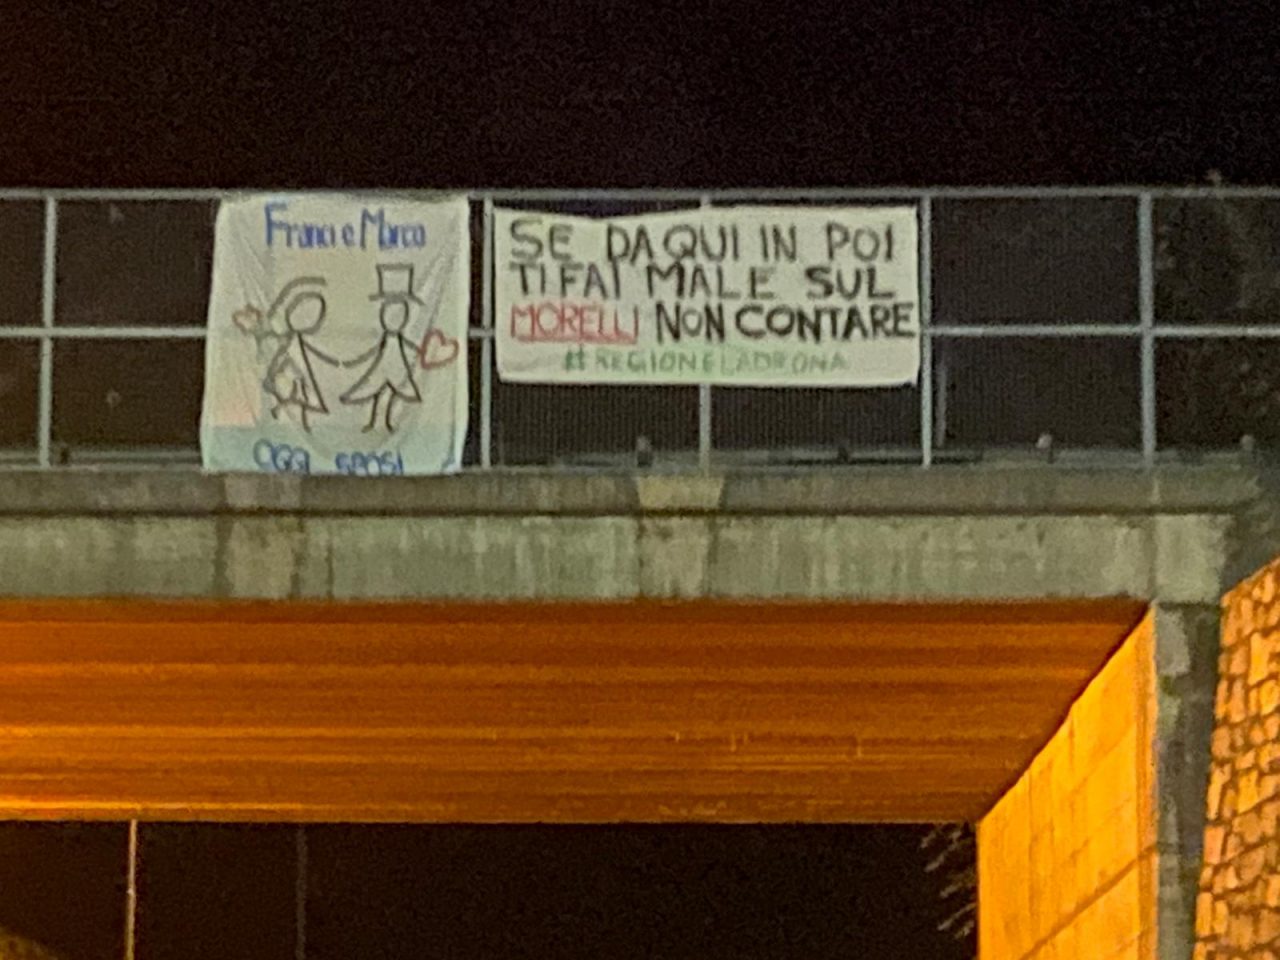 Franci e Marco
OGGI SPOSI
SE DA QUI IN POI
TI FAI MALE SUL
MORELLI NON CONTARE
#REGIONELADRONA